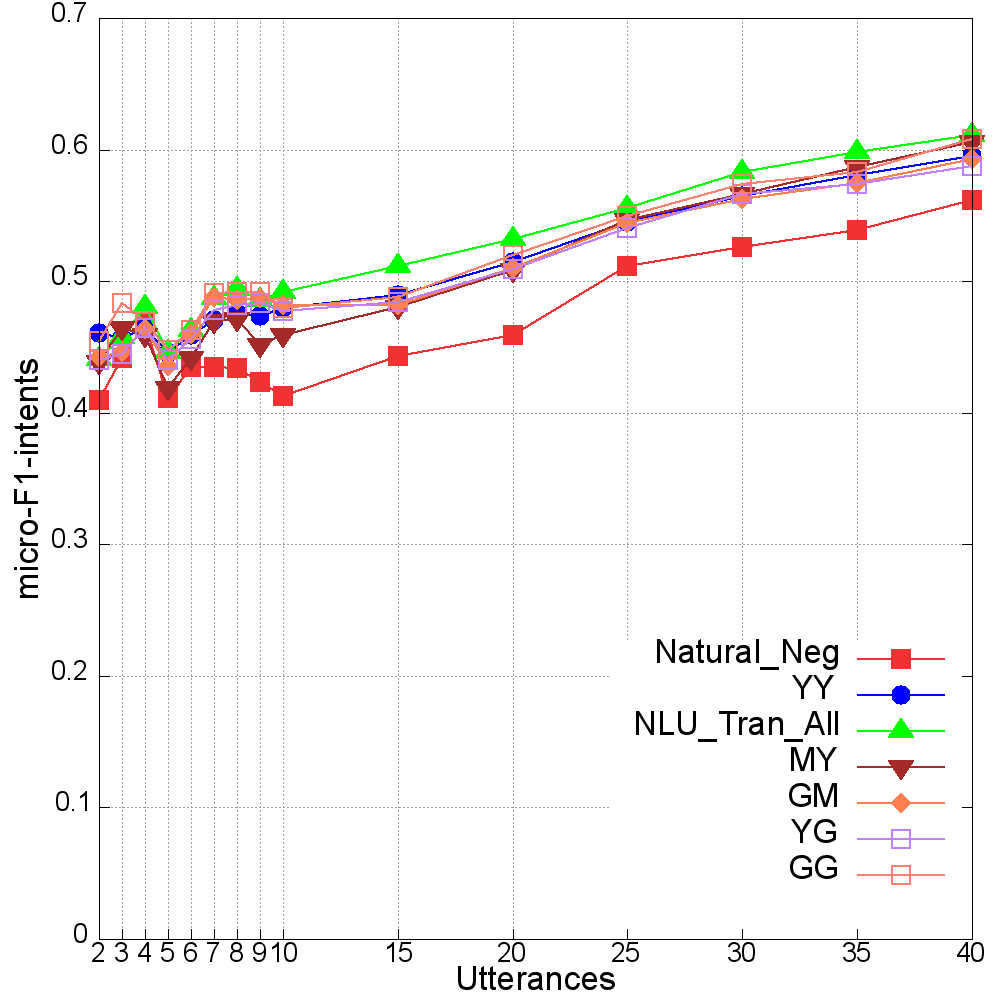 0.7
0.6
0.5
0.4
0.3
0.2
0.1
0
micro-F1-intents
Natural_Neg
YY
NLU_Tran_All
MY
GM
YG
GG
2 3 4 5 6 7 8 9 10 15 20 25 30 35 40
Utterances